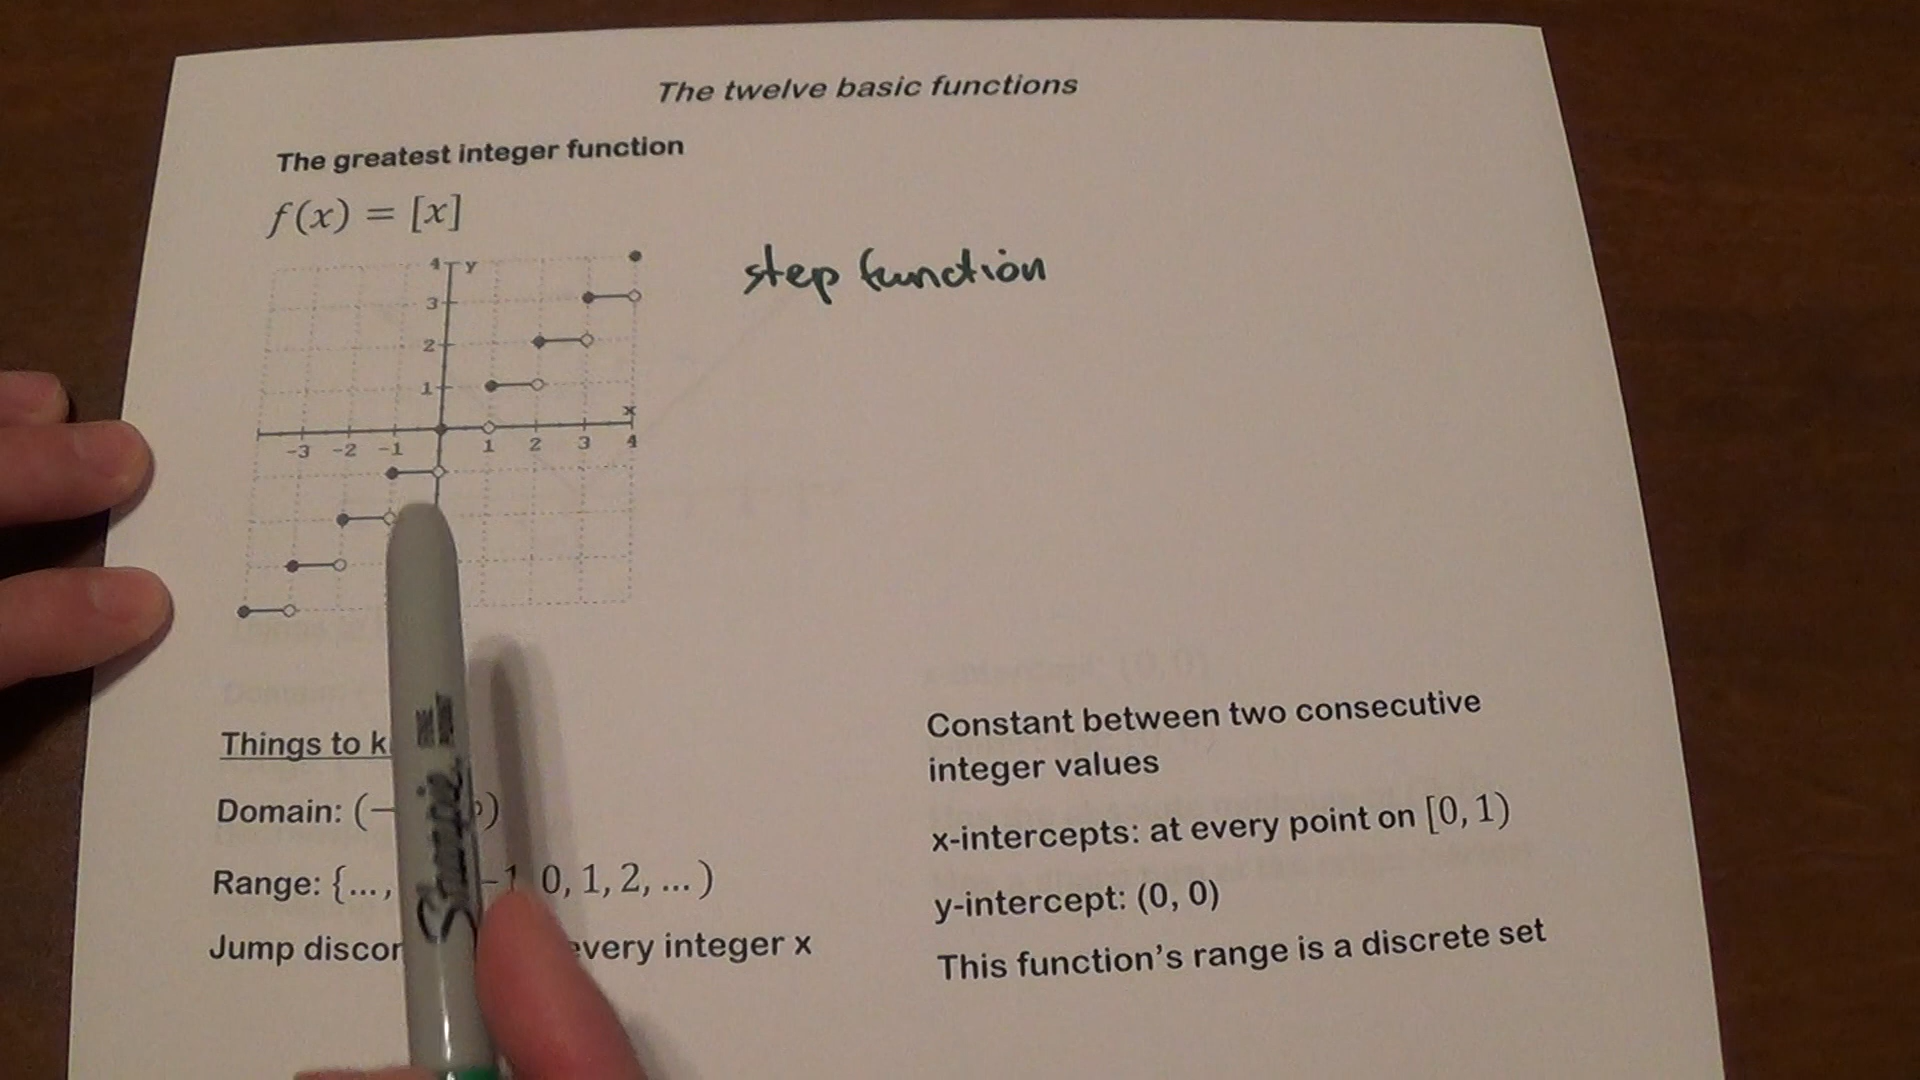 The twelve basic functions
The greatest integer function
f(x) = [x]
step function
4 y
3
2
1
x
-3 -2 -1 1 2 3 4
Things to
Domain: (−
Range: {..., −1 0, 1, 2, ... )
Jump every integer x
Constant between two consecutive
integer values
x-intercepts: at every point on [0, 1)
y-intercept: (0, 0)
This function's range is a discrete set
Sharpie